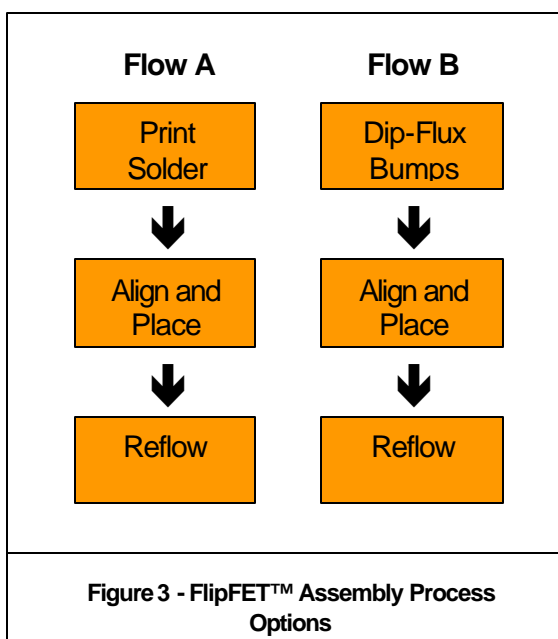 Flow A
Flow B
Print
Solder
Dip-Flux
Bumps
Align and
Place
Align and
Place
Reflow
Reflow
Figure 3 - FlipFET™ Assembly Process
Options